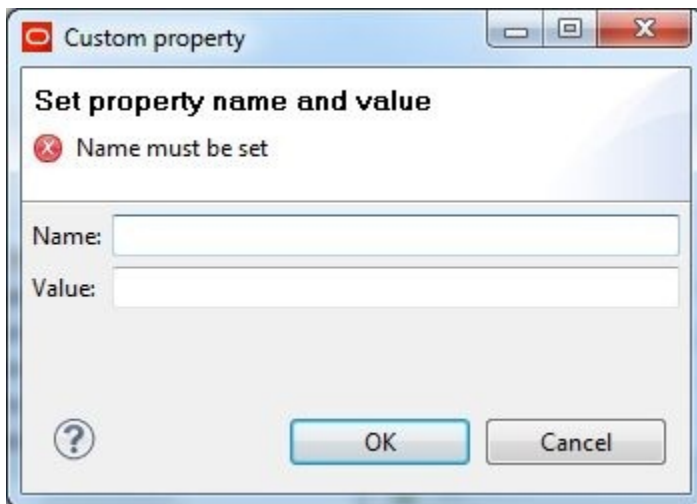 Custom property
Set property name and value
Name must be set
Name:
Value:
?
OK
Cancel